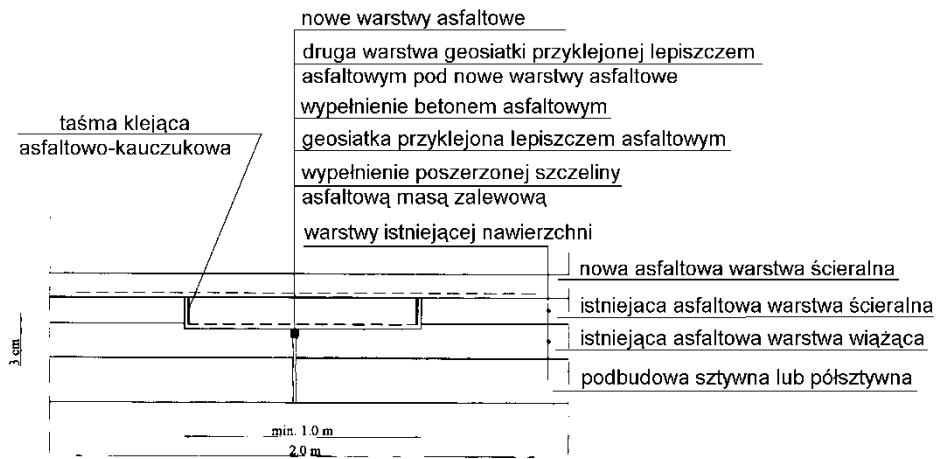 nowe warstwy asfaltowe
druga warstwa geosiatki przyklejonej lepiszczem
asfaltowym pod nowe warstwy asfaltowe
wypełnienie betonem asfaltowym
taśma klejąca
asfaltowo-kauczukowa
geosiatka przyklejona lepiszczem asfaltowym
wypełnienie poszerzonej szczeliny
asfaltową masą zalewową
warstwy istniejącej nawierzchni
nowa asfaltowa warstwa ścieralna
istniejaca asfaltowa warstwa ścieralna
istniejąca asfaltowa warstwa wiążąca
podbudowa sztywna lub półsztywna
3 cm
min. 1.0 m
2.0 m